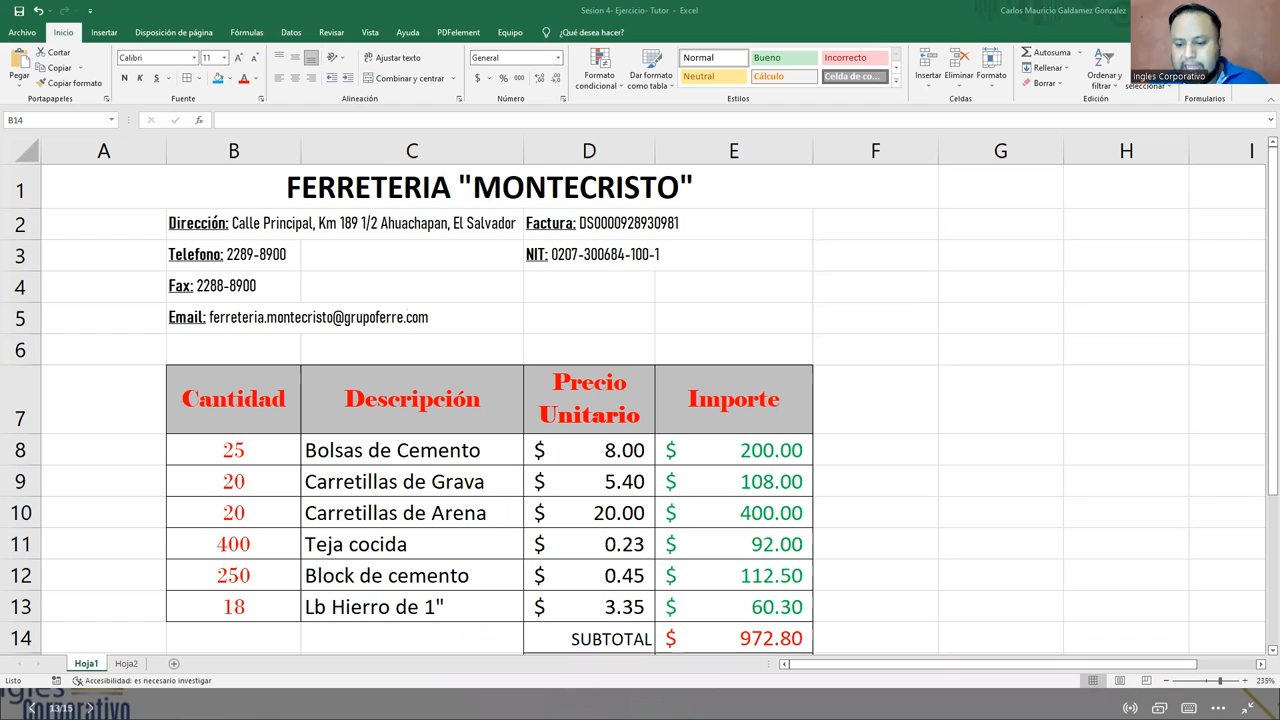 Sesion 4- Ejercicio- Tutor - Excel
Carlos Mauricio Galdamez Gonzalez
Archivo Inicio Insertar Disposición de página Fórmulas Datos Revisar Vista Ayuda PDFelement Equipo ¿Qué desea hacer?
Pegar
Cortar
Copiar
Copiar formato
Portapapeles
Calibri 11
N K S
Fuente
Ajustar texto
Combinar y centrar
Alineación
General
$ % 000
Número
Formato condicional
Dar formato como tabla
Normal Bueno Incorrecto
Neutral Cálculo Celda de co...
Estilos
Insertar Eliminar Formato
Celdas
Autosuma
Rellenar
Borrar
Ordenar y filtrar
seleccionar
Edición
Formularios
Ingles Corporativo
B14
fx
A B C D E F G H I
1 FERRETERIA "MONTECRISTO"
2 Dirección: Calle Principal, Km 189 1/2 Ahuachapan, El Salvador Factura: DS0000928930981
3 Telefono: 2289-8900 NIT: 0207-300684-100-1
4 Fax: 2288-8900
5 Email: ferreteria.montecristo@grupoferre.com
6
7 Cantidad Descripción Precio Unitario Importe
8 25 Bolsas de Cemento $ 8.00 $ 200.00
9 20 Carretillas de Grava $ 5.40 $ 108.00
10 20 Carretillas de Arena $ 20.00 $ 400.00
11 400 Teja cocida $ 0.23 $ 92.00
12 250 Block de cemento $ 0.45 $ 112.50
13 18 Lb Hierro de 1" $ 3.35 $ 60.30
14 SUBTOTAL $ 972.80
Hoja1 Hoja2
Listo Accesibilidad: es necesario investigar 235%
Ingles
Corporativo
13/15